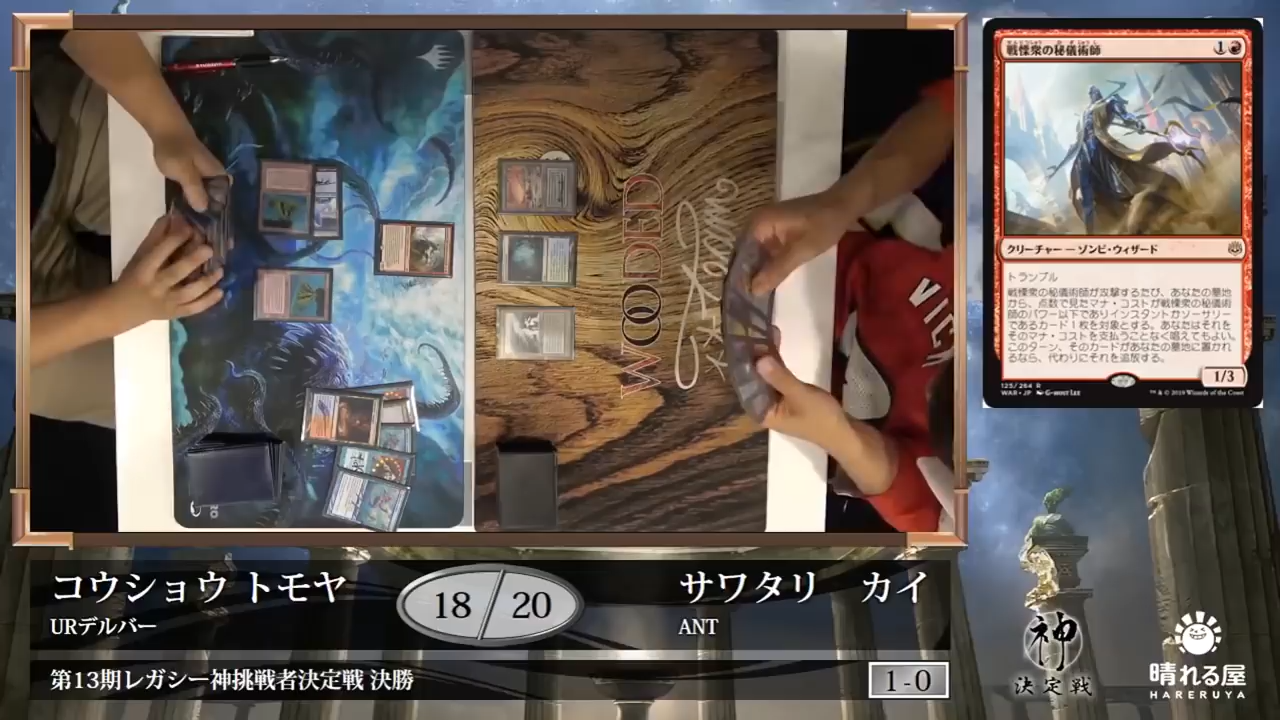 戦慄衆の秘儀術師
クリーチャー — ゾンビ・ウィザード
トランプル
戦慄衆の秘儀術師が攻撃するたび、あなたの墓地
から、点数で見たマナ・コストが戦慄衆の秘儀術
師のパワー以下でありインスタントかソーサリー
であるカード1枚を対象とする。あなたはそれを
そのマナ・コストを支払うことなく唱えてもよい。
このターン、そのカードがあなたの墓地に置かれ
るなら、代わりにそれを追放する。
1/3
WOODED
コウショウ トモヤ
URデルバー
18 / 20
サワタリ カイ
ANT
第13期レガシー神挑戦者決定戦 決勝
1-0
神
決定戦
晴れる屋
HARERUYA